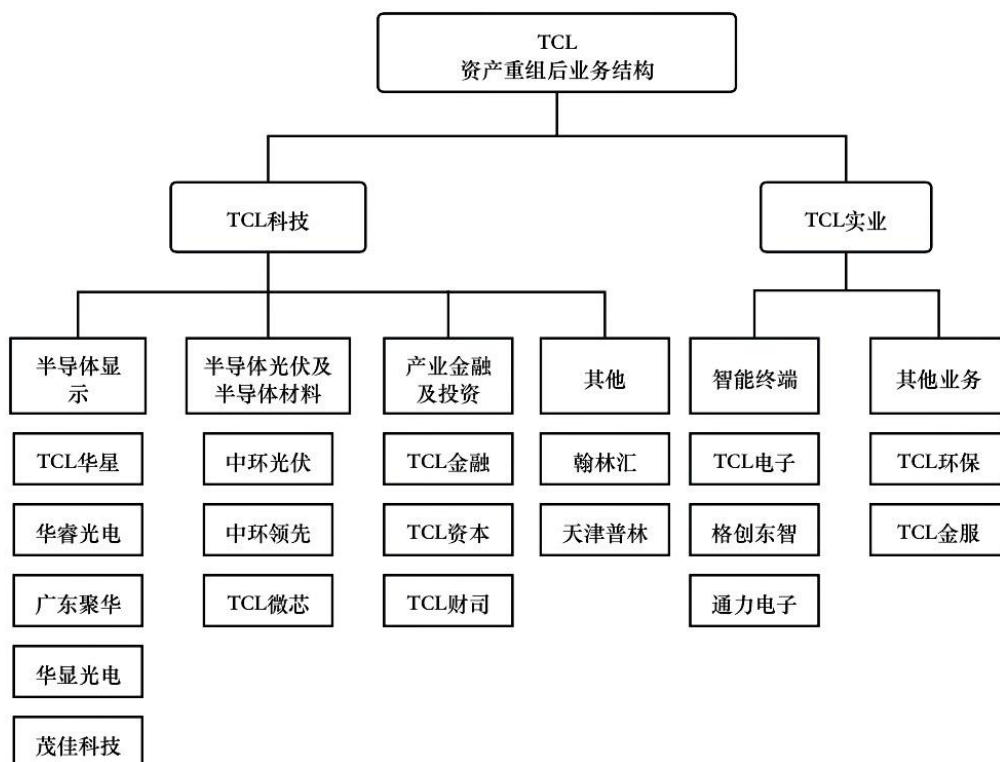 TCL
资产重组后业务结构
TCL科技
TCL实业
半导体显
示
半导体光伏及
半导体材料
产业金融
及投资
其他
智能终端
其他业务
TCL华星
中环光伏
TCL金融
翰林汇
TCL电子
TCL环保
华睿光电
中环领先
TCL资本
天津普林
格创东智
TCL金服
广东聚华
TCL微芯
TCL财司
通力电子
华显光电
茂佳科技